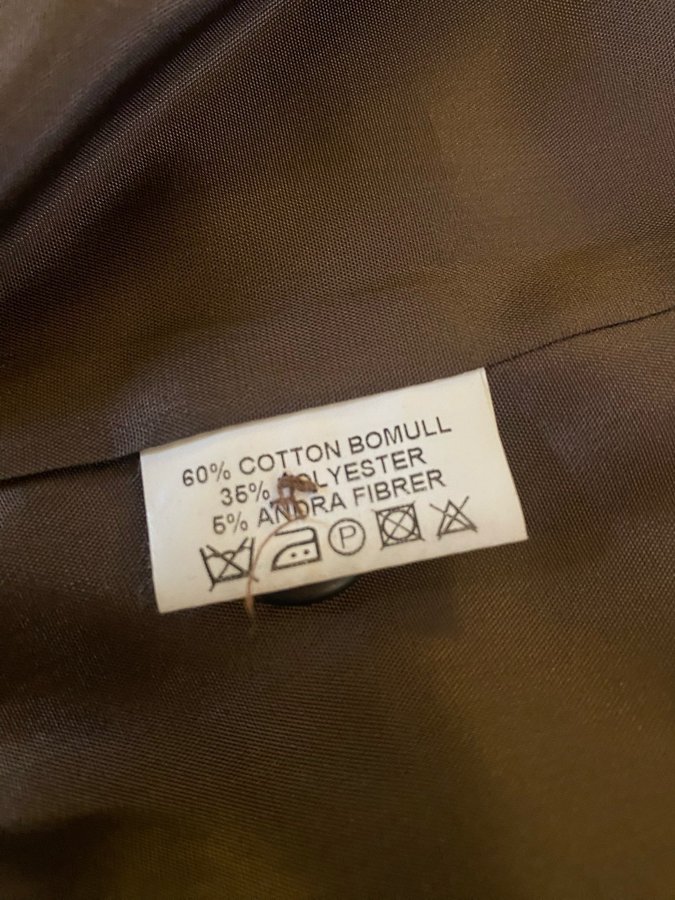 60% COTTON BOMULL
35% POLYESTER
5% ANDRA FIBRER
P